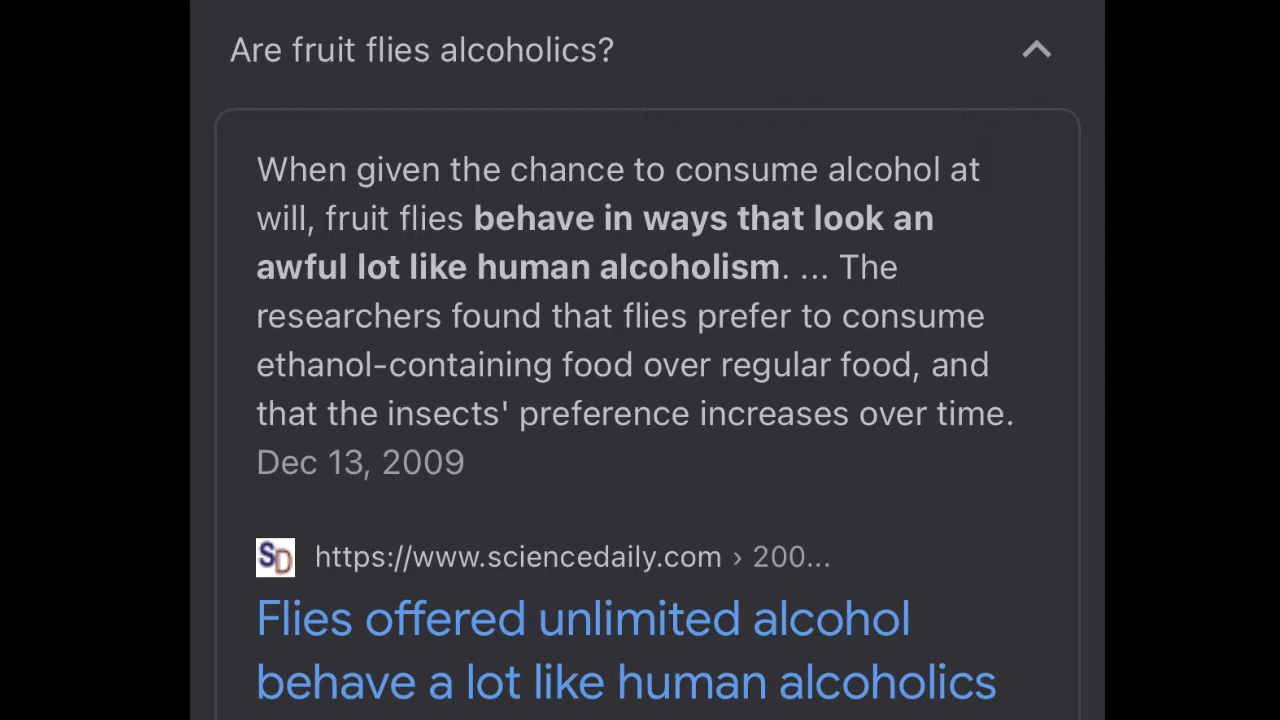 Are fruit flies alcoholics?
When given the chance to consume alcohol at
will, fruit flies behave in ways that look an
awful lot like human alcoholism. ... The
researchers found that flies prefer to consume
ethanol-containing food over regular food, and
that the insects' preference increases over time.
Dec 13, 2009
SD https://www.sciencedaily.com › 200...
Flies offered unlimited alcohol
behave a lot like human alcoholics